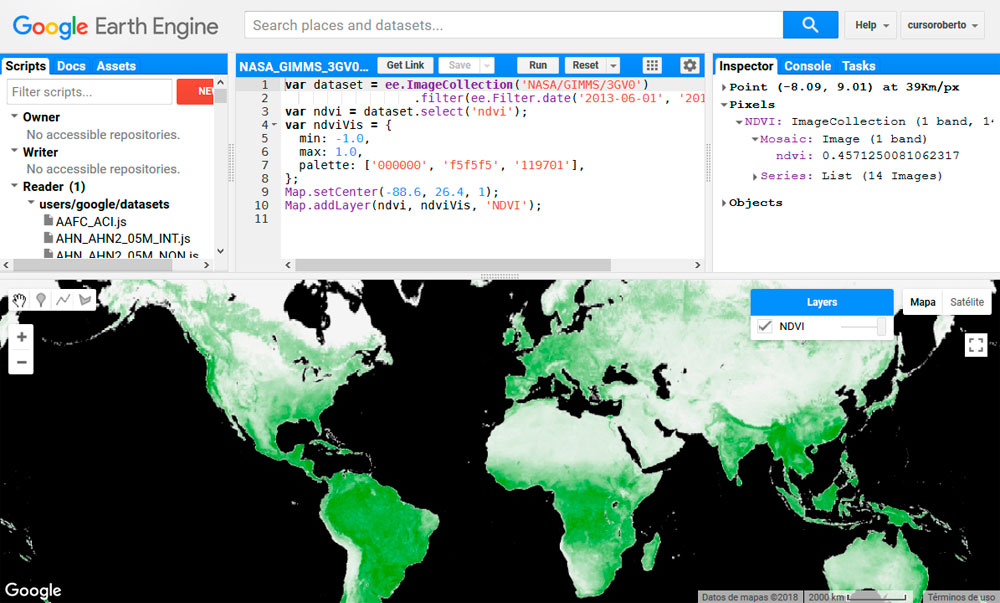 Google Earth Engine
Search places and datasets...
Help
cursoroberto
Scripts Docs Assets
Filter scripts...
NE
Owner
No accessible repositories.
Writer
No accessible repositories.
Reader (1)
users/google/datasets
AAFC_ACI.js
AHN_AHN2_05M_INT.js
AHN_AHN2_05M_NON.js
NASA_GIMMS_3GV0... Get Link Save Run Reset
1 var dataset = ee.ImageCollection('NASA/GIMMS/3GV0')
2 .filter(ee.Filter.date('2013-06-01', '201
3 var ndvi = dataset.select('ndvi');
4 var ndviVis = {
5 min: -1.0,
6 max: 1.0,
7 palette: ['000000', 'f5f5f5', '119701'],
8 };
9 Map.setCenter(-88.6, 26.4, 1);
10 Map.addLayer(ndvi, ndviVis, 'NDVI');
11
Inspector Console Tasks
Point (-8.09, 9.01) at 39Km/px
Pixels
NDVI: ImageCollection (1 band, 1
Mosaic: Image (1 band)
ndvi: 0.4571250081062317
Series: List (14 Images)
Objects
Layers
NDVI
Mapa Satélite
Google
Datos de mapas ©2018 2000 km Términos de uso